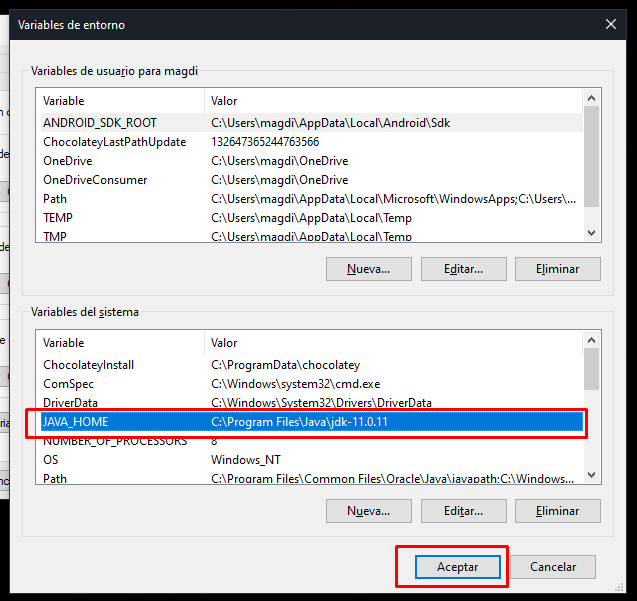 Variables de entorno
Variables de usuario para magdi
Variable Valor
ANDROID_SDK_ROOT C:\Users\magdi\AppData\Local\Android\Sdk
ChocolateyLastPathUpdate 132647365244763566
OneDrive C:\Users\magdi\OneDrive
OneDriveConsumer C:\Users\magdi\OneDrive
Path C:\Users\magdi\AppData\Local\Microsoft\WindowsApps;C:\Users\...
TEMP C:\Users\magdi\AppData\Local\Temp
TMP C:\Users\magdi\AppData\Local\Temp
Nueva... Editar... Eliminar
Variables del sistema
Variable Valor
ChocolateyInstall C:\ProgramData\chocolatey
ComSpec C:\Windows\system32\cmd.exe
DriverData C:\Windows\System32\Drivers\DriverData
JAVA_HOME C:\Program Files\Java\jdk-11.0.11
NUMBER_OF_PROCESSORS 8
OS Windows_NT
Path C:\Program Files\Common Files\Oracle\Java\javapath;C:\Windows...
Nueva... Editar... Eliminar
Aceptar Cancelar